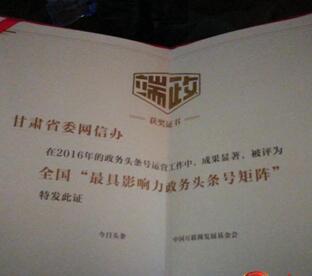 端政
获奖证书
甘肃省委网信办
在2016年的政务头条号运营工作中，成果显著，被评为
全国“最具影响力政务头条号矩阵”
特发此证
今日头条 中国互联网发展基金会